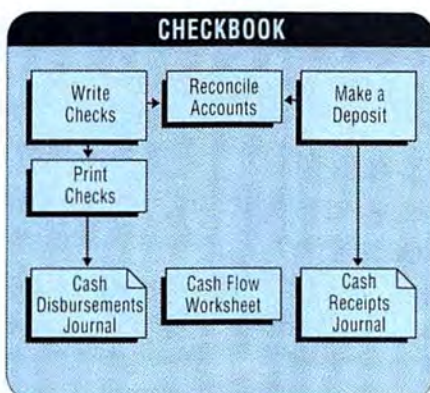 CHECKBOOK
Write
Checks
Reconcile
Accounts
Make a
Deposit
Print
Checks
Cash
Disbursements
Journal
Cash Flow
Worksheet
Cash
Receipts
Journal